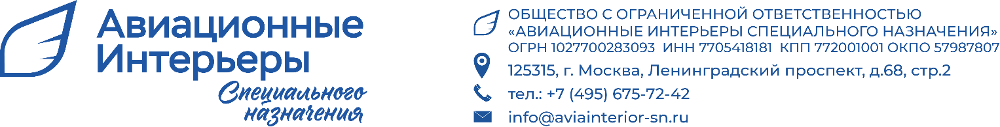 Авиационные
Интерьеры
Специального
назначения
ОБЩЕСТВО С ОГРАНИЧЕННОЙ ОТВЕТСТВЕННОСТЬЮ
«АВИАЦИОННЫЕ ИНТЕРЬЕРЫ СПЕЦИАЛЬНОГО НАЗНАЧЕНИЯ»
ОГРН 1027700283093 ИНН 7705418181 КПП 772001001 ОКПО 57987807
125315, г. Москва, Ленинградский проспект, д.68, стр.2
тел.: +7 (495) 675-72-42
info@aviainterior-sn.ru